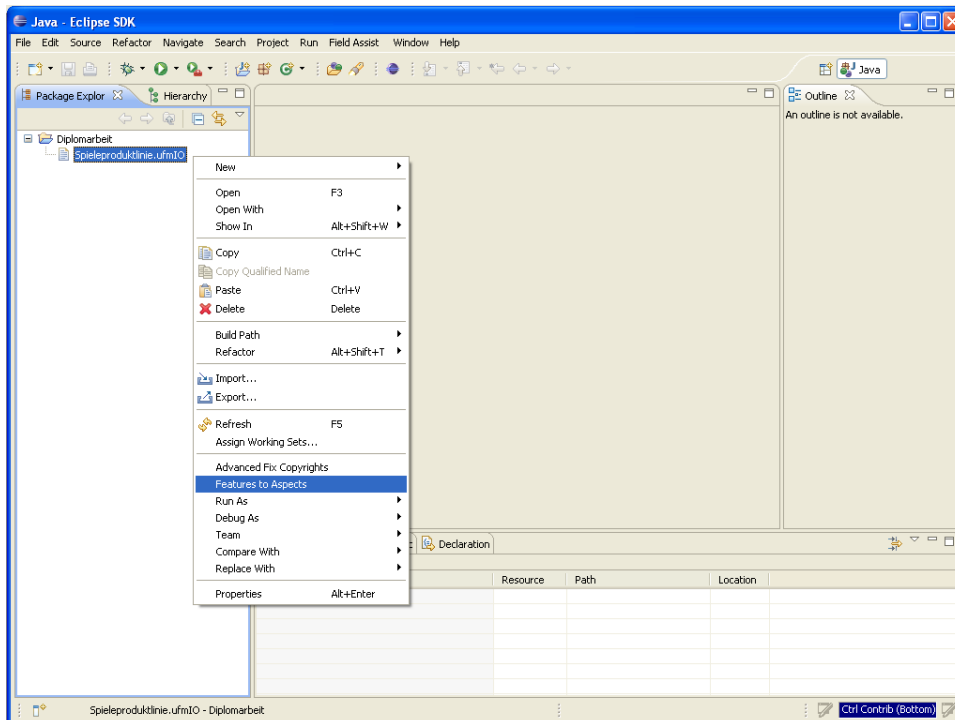 Java - Eclipse SDK
File Edit Source Refactor Navigate Search Project Run Field Assist Window Help
Java
Package Explor
Hierarchy
Outline
An outline is not available.
Diplomarbeit
Spieleproduktlinie.ufmIO
New
Open F3
Open With
Show In Alt+Shift+W
Copy Ctrl+C
Copy Qualified Name
Paste Ctrl+V
Delete Delete
Build Path
Refactor Alt+Shift+T
Import...
Export...
Refresh F5
Assign Working Sets...
Advanced Fix Copyrights
Features to Aspects
Run As
Debug As
Team
Compare With
Replace With
Properties Alt+Enter
Declaration
Resource Path Location
Spieleproduktlinie.ufmIO - Diplomarbeit
Ctrl Contrib (Bottom)